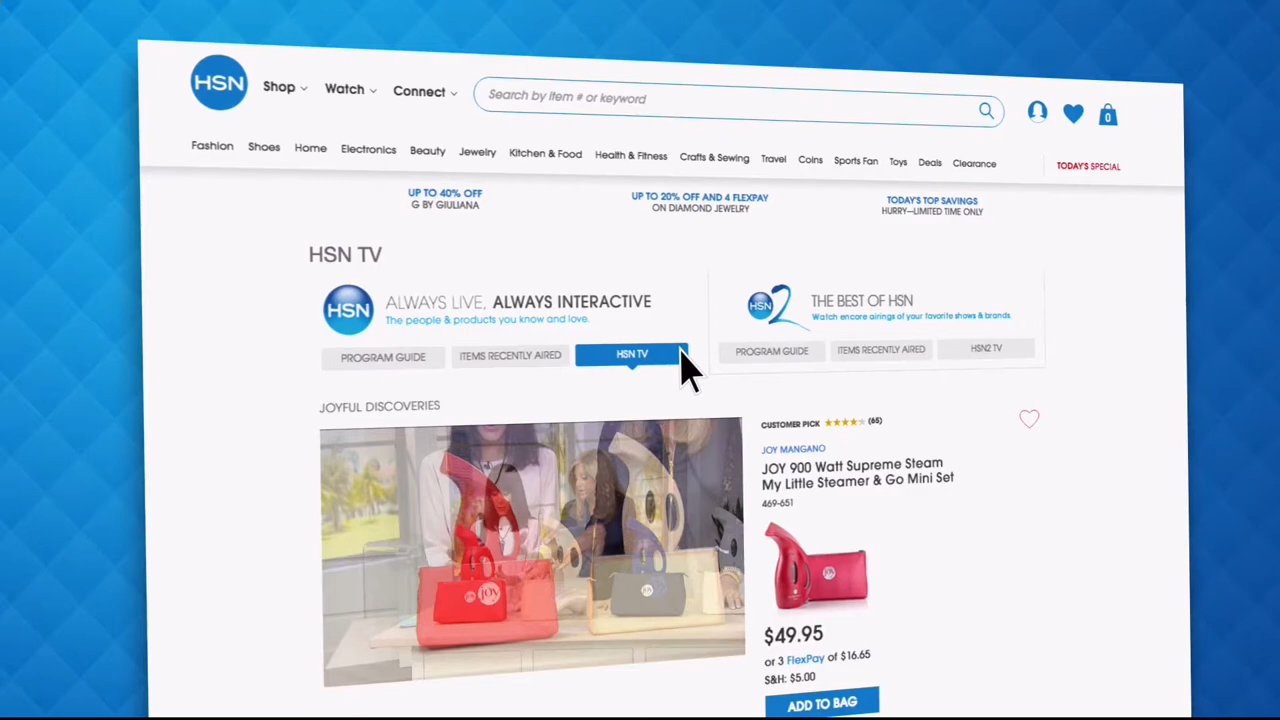 HSN
Shop
Watch
Connect
Search by item # or keyword
0
Fashion Shoes Home Electronics Beauty Jewelry Kitchen & Food Health & Fitness Crafts & Sewing Travel Coins Sports Fan Toys Deals Clearance TODAY'S SPECIAL
UP TO 40% OFF
G BY GIULIANA
UP TO 20% OFF AND 4 FLEXPAY
ON DIAMOND JEWELRY
TODAY'S TOP SAVINGS
HURRY—LIMITED TIME ONLY
HSN TV
HSN
ALWAYS LIVE, ALWAYS INTERACTIVE
The people & products you know and love.
PROGRAM GUIDE
ITEMS RECENTLY AIRED
HSN TV
HSN2
THE BEST OF HSN
Watch encore airings of your favorite shows & brands.
PROGRAM GUIDE
ITEMS RECENTLY AIRED
HSN2 TV
JOYFUL DISCOVERIES
joy
CUSTOMER PICK (65)
JOY MANGANO
JOY 900 Watt Supreme Steam
My Little Steamer & Go Mini Set
469-651
$49.95
or 3 FlexPay of $16.65
S&H: $5.00
ADD TO BAG